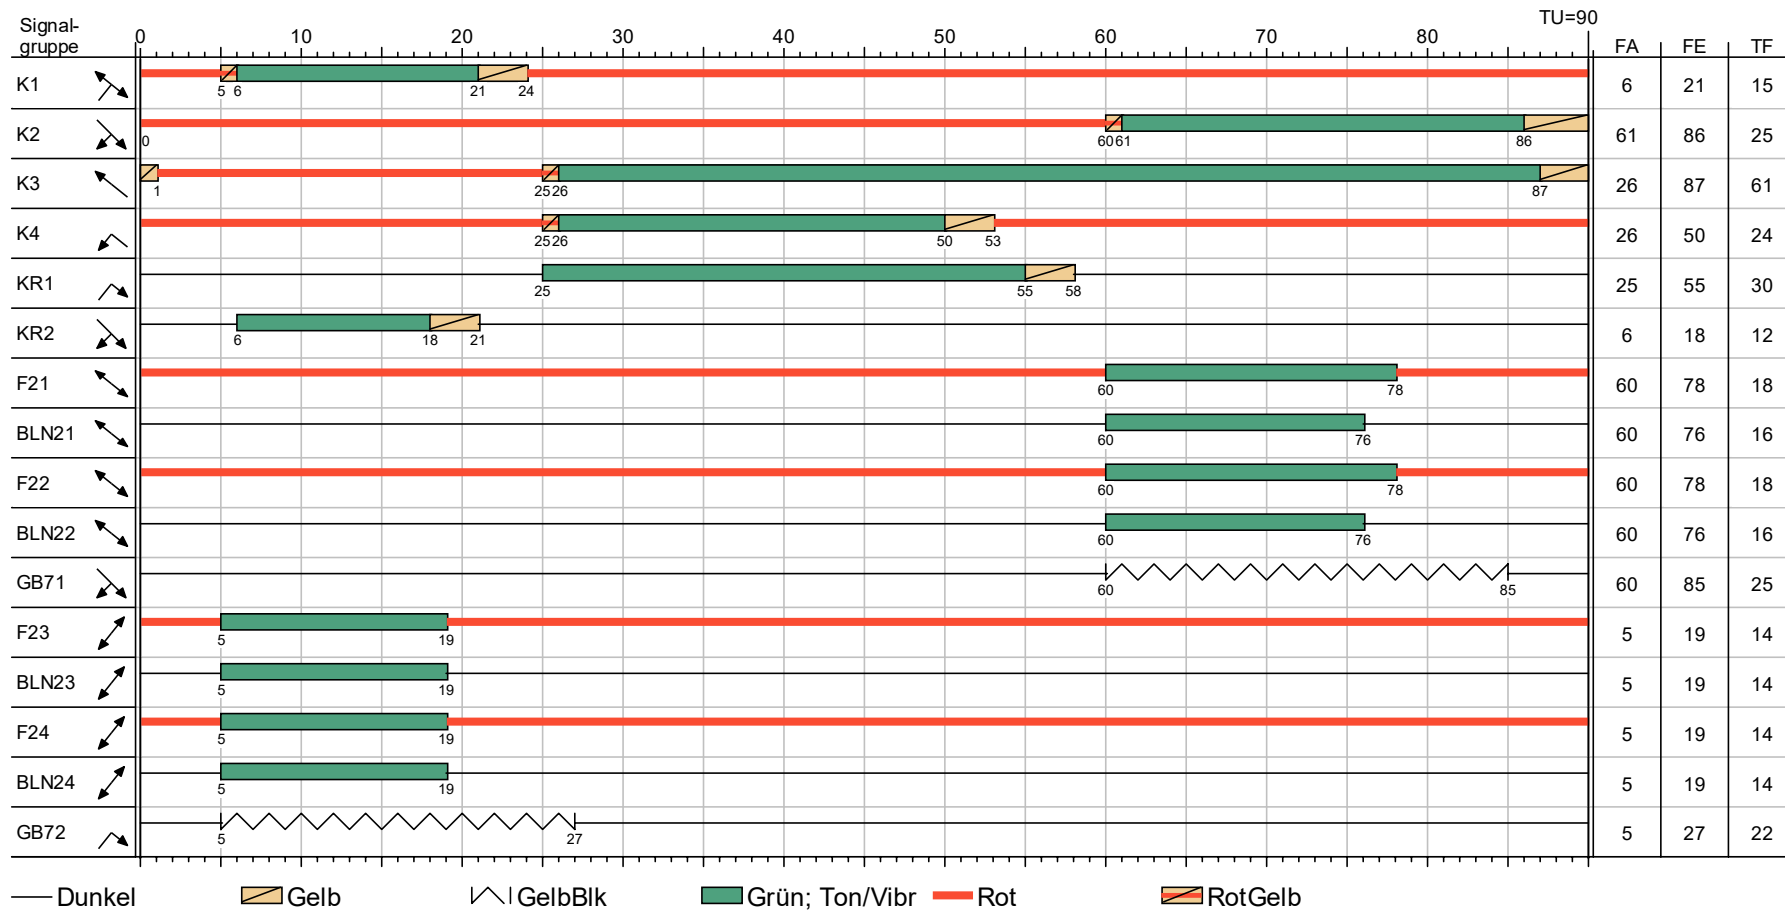 TU=90
Signal-
gruppe
0 10 20 30 40 50 60 70 80
FA FE TF
K1 5 6 21 24 6 21 15
K2 0 60 61 86 61 86 25
K3 1 25 26 87 26 87 61
K4 25 26 50 53 26 50 24
KR1 25 55 58 25 55 30
KR2 6 18 21 6 18 12
F21 60 78 60 78 18
BLN21 60 76 60 76 16
F22 60 78 60 78 18
BLN22 60 76 60 76 16
GB71 60 85 60 85 25
F23 5 19 5 19 14
BLN23 5 19 5 19 14
F24 5 19 5 19 14
BLN24 5 19 5 19 14
GB72 5 27 5 27 22
Dunkel Gelb GelbBlk Grün; Ton/Vibr Rot RotGelb